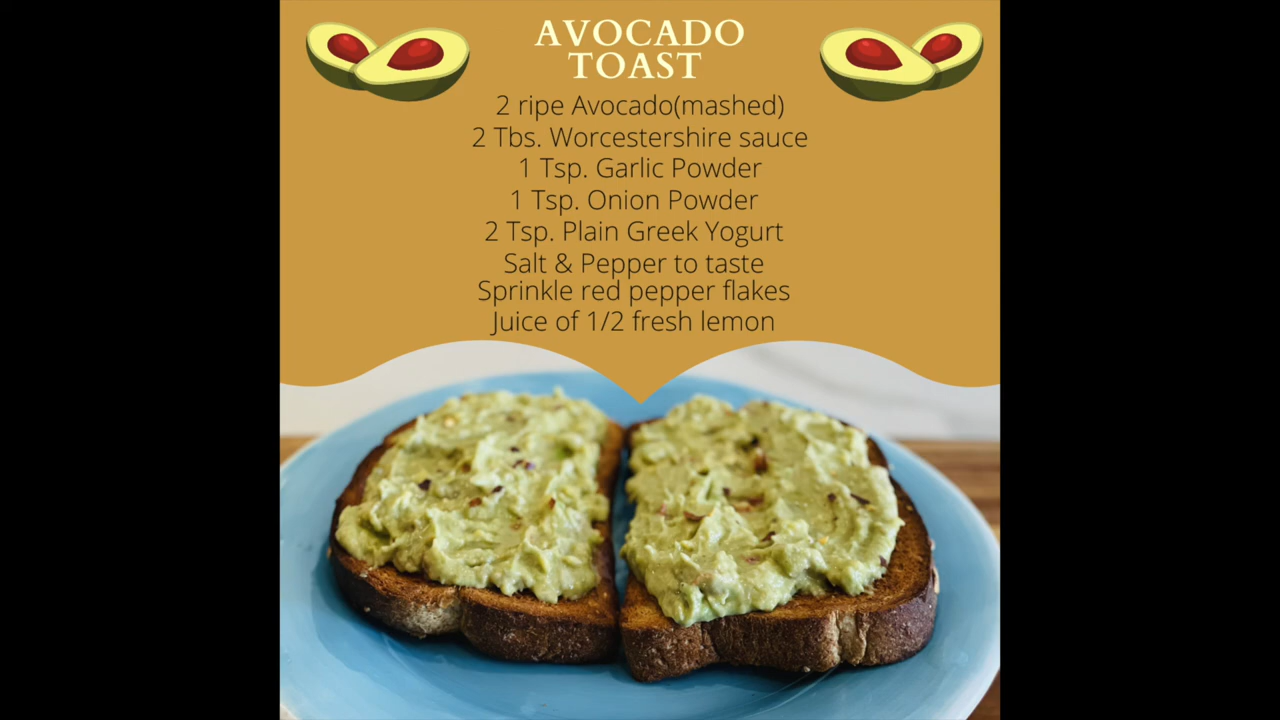 AVOCADO
TOAST
2 ripe Avocado(mashed)
2 Tbs. Worcestershire sauce
1 Tsp. Garlic Powder
1 Tsp. Onion Powder
2 Tsp. Plain Greek Yogurt
Salt & Pepper to taste
Sprinkle red pepper flakes
Juice of 1/2 fresh lemon